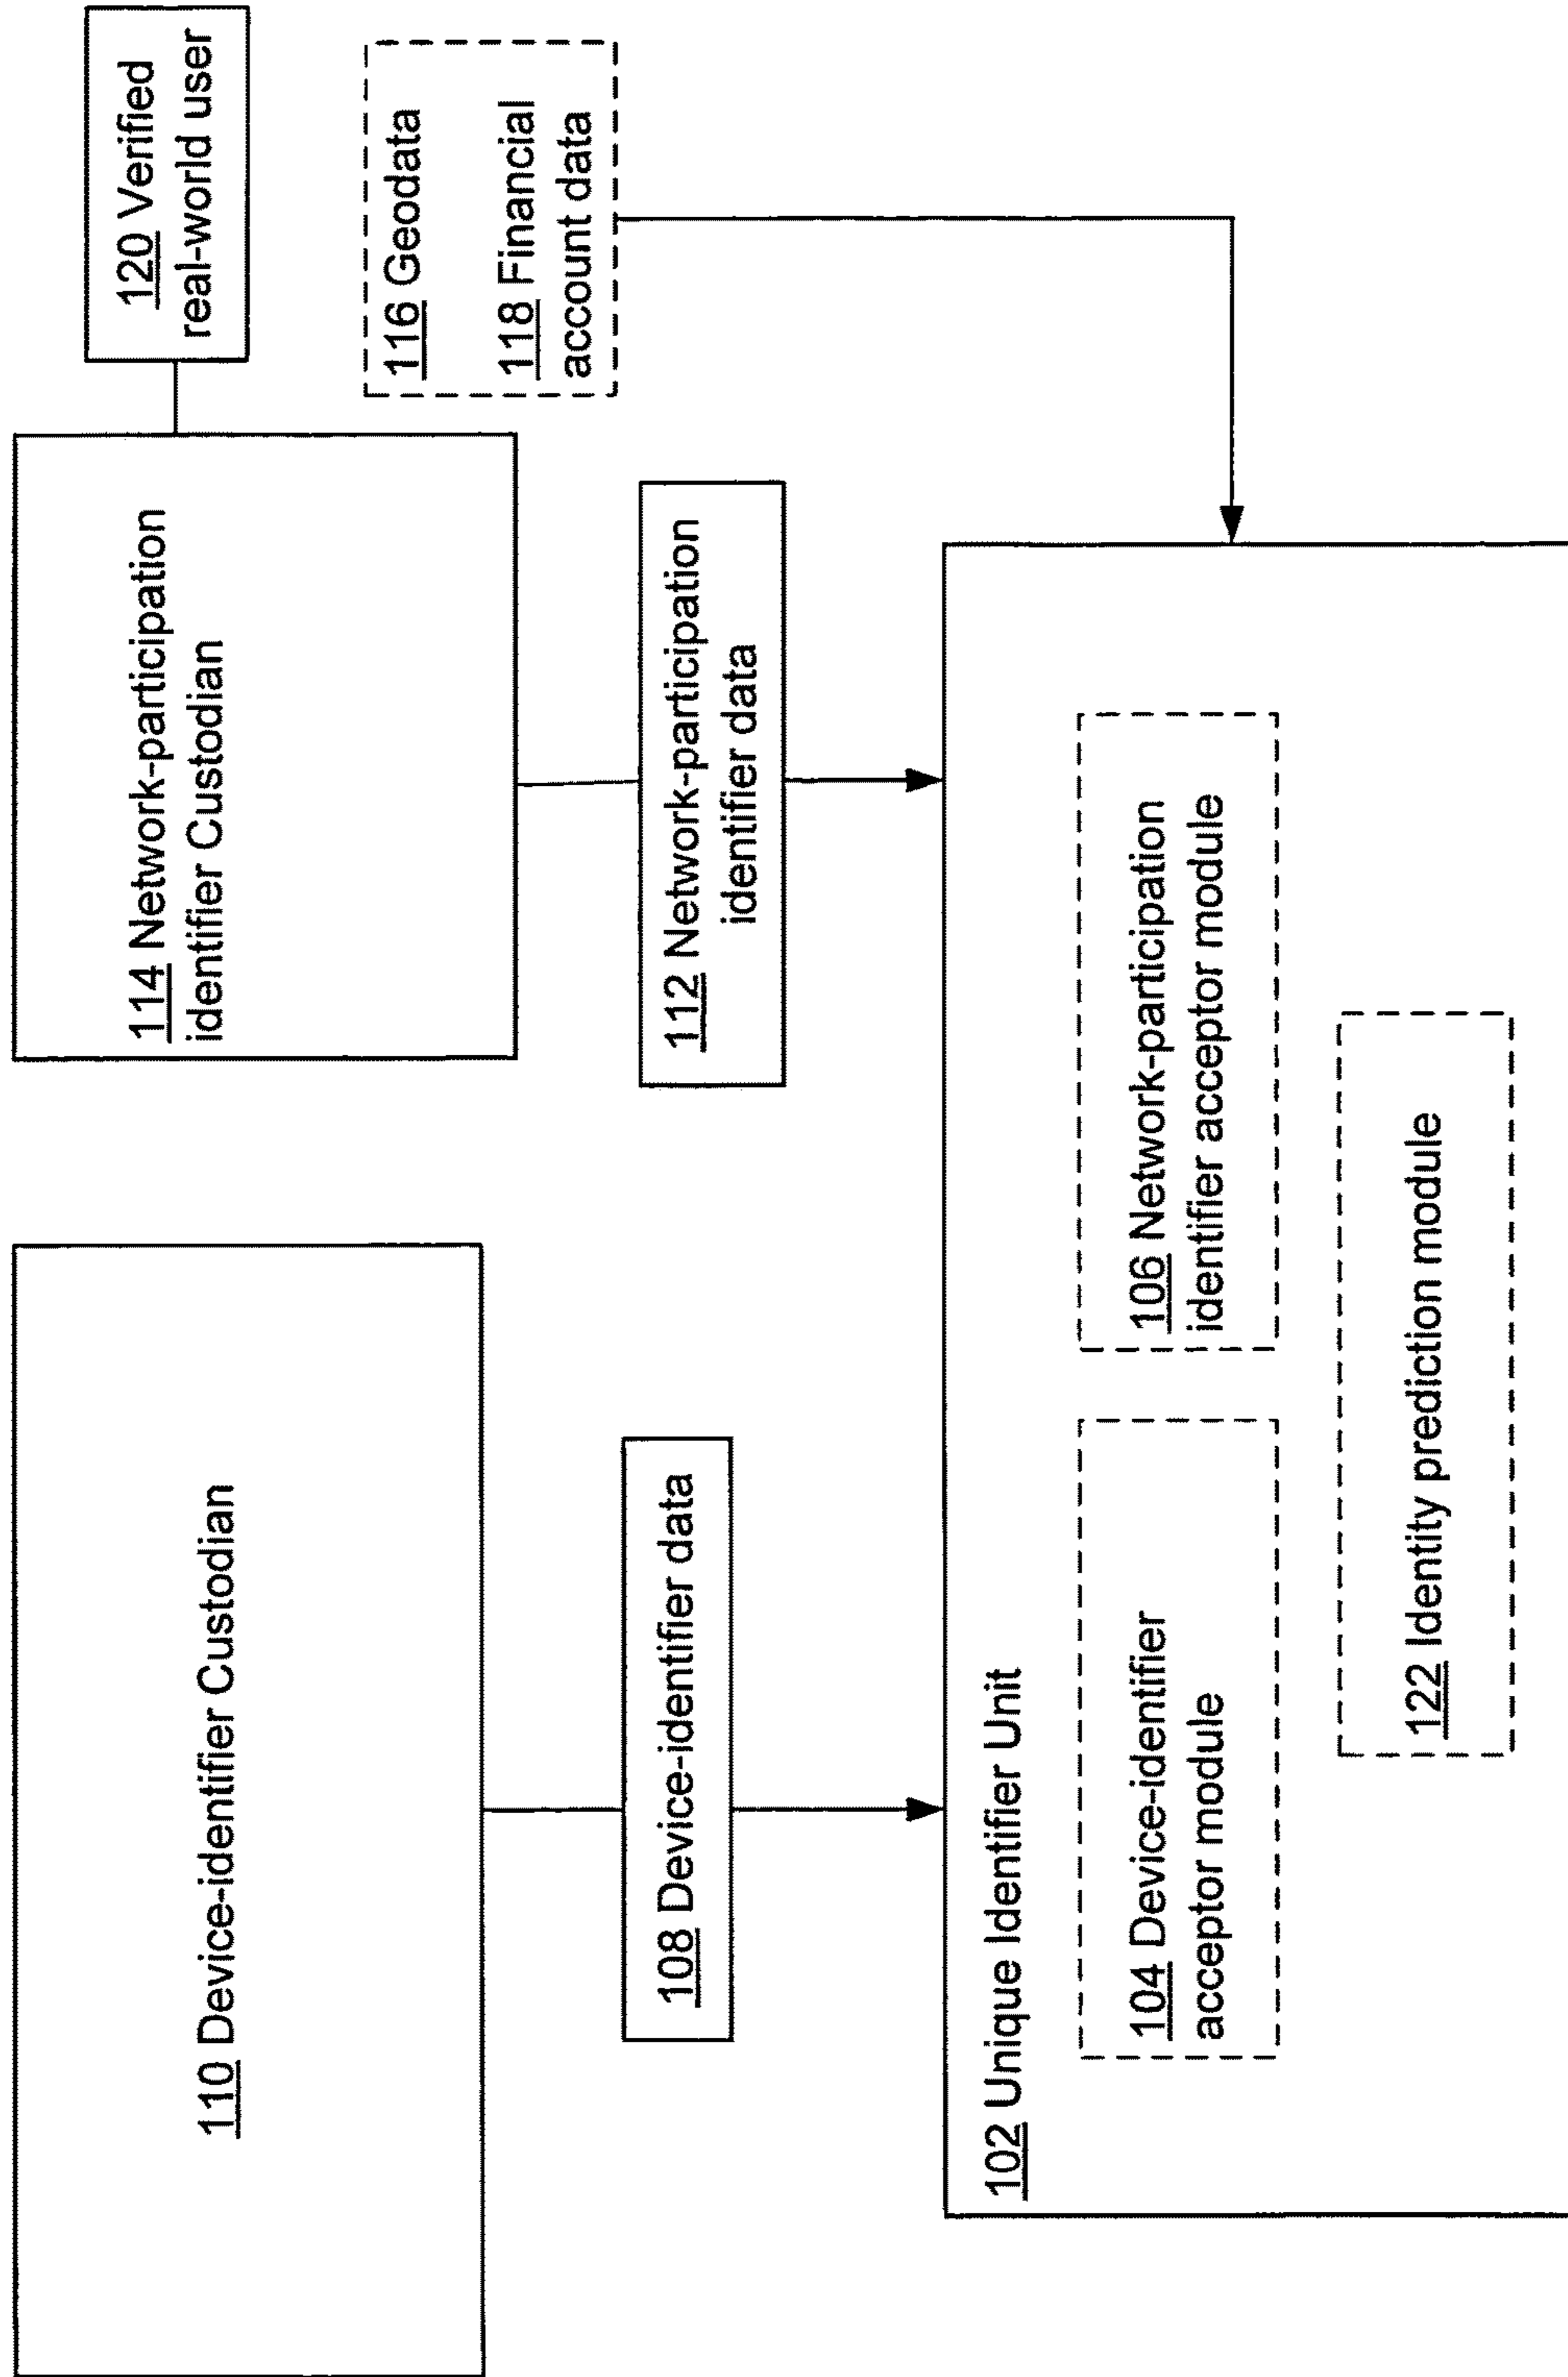 110 Device-identifier Custodian
114 Network-participation
identifier Custodian
120 Verified
real-world user
108 Device-identifier data
112 Network-participation
identifier data
116 Geodata
118 Financial
account data
102 Unique Identifier Unit
104 Device-identifier
acceptor module
106 Network-participation
identifier acceptor module
122 Identity prediction module